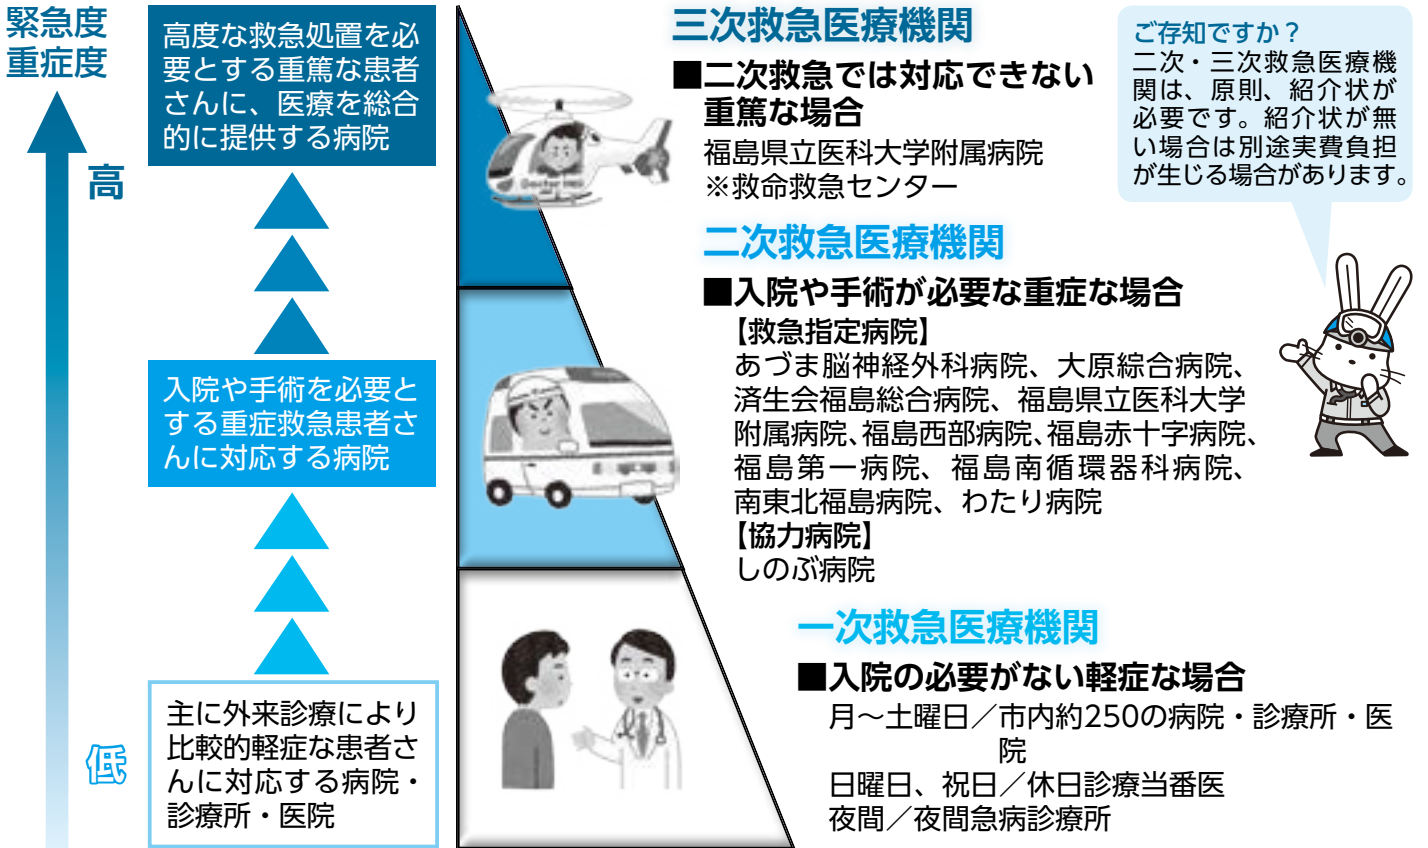 緊急度
重症度
高
低
高度な救急処置を必
要とする重篤な患者
さんに、医療を総合
的に提供する病院
入院や手術を必要と
する重症救急患者さ
んに対応する病院
主に外来診療により
比較的軽症な患者さ
んに対応する病院・
診療所・医院
三次救急医療機関
■二次救急では対応できない
重篤な場合
福島県立医科大学附属病院
※救命救急センター
二次救急医療機関
■入院や手術が必要な重症な場合
【救急指定病院】
あづま脳神経外科病院、大原綜合病院、
済生会福島総合病院、福島県立医科大学
附属病院、福島西部病院、福島赤十字病院、
福島第一病院、福島南循環器科病院、
南東北福島病院、わたり病院
【協力病院】
しのぶ病院
一次救急医療機関
■入院の必要がない軽症な場合
月～土曜日／市内約250の病院・診療所・医
院
日曜日、祝日／休日診療当番医
夜間／夜間急病診療所
ご存知ですか？
二次・三次救急医療機
関は、原則、紹介状が
必要です。紹介状が無
い場合は別途実費負担
が生じる場合があります。